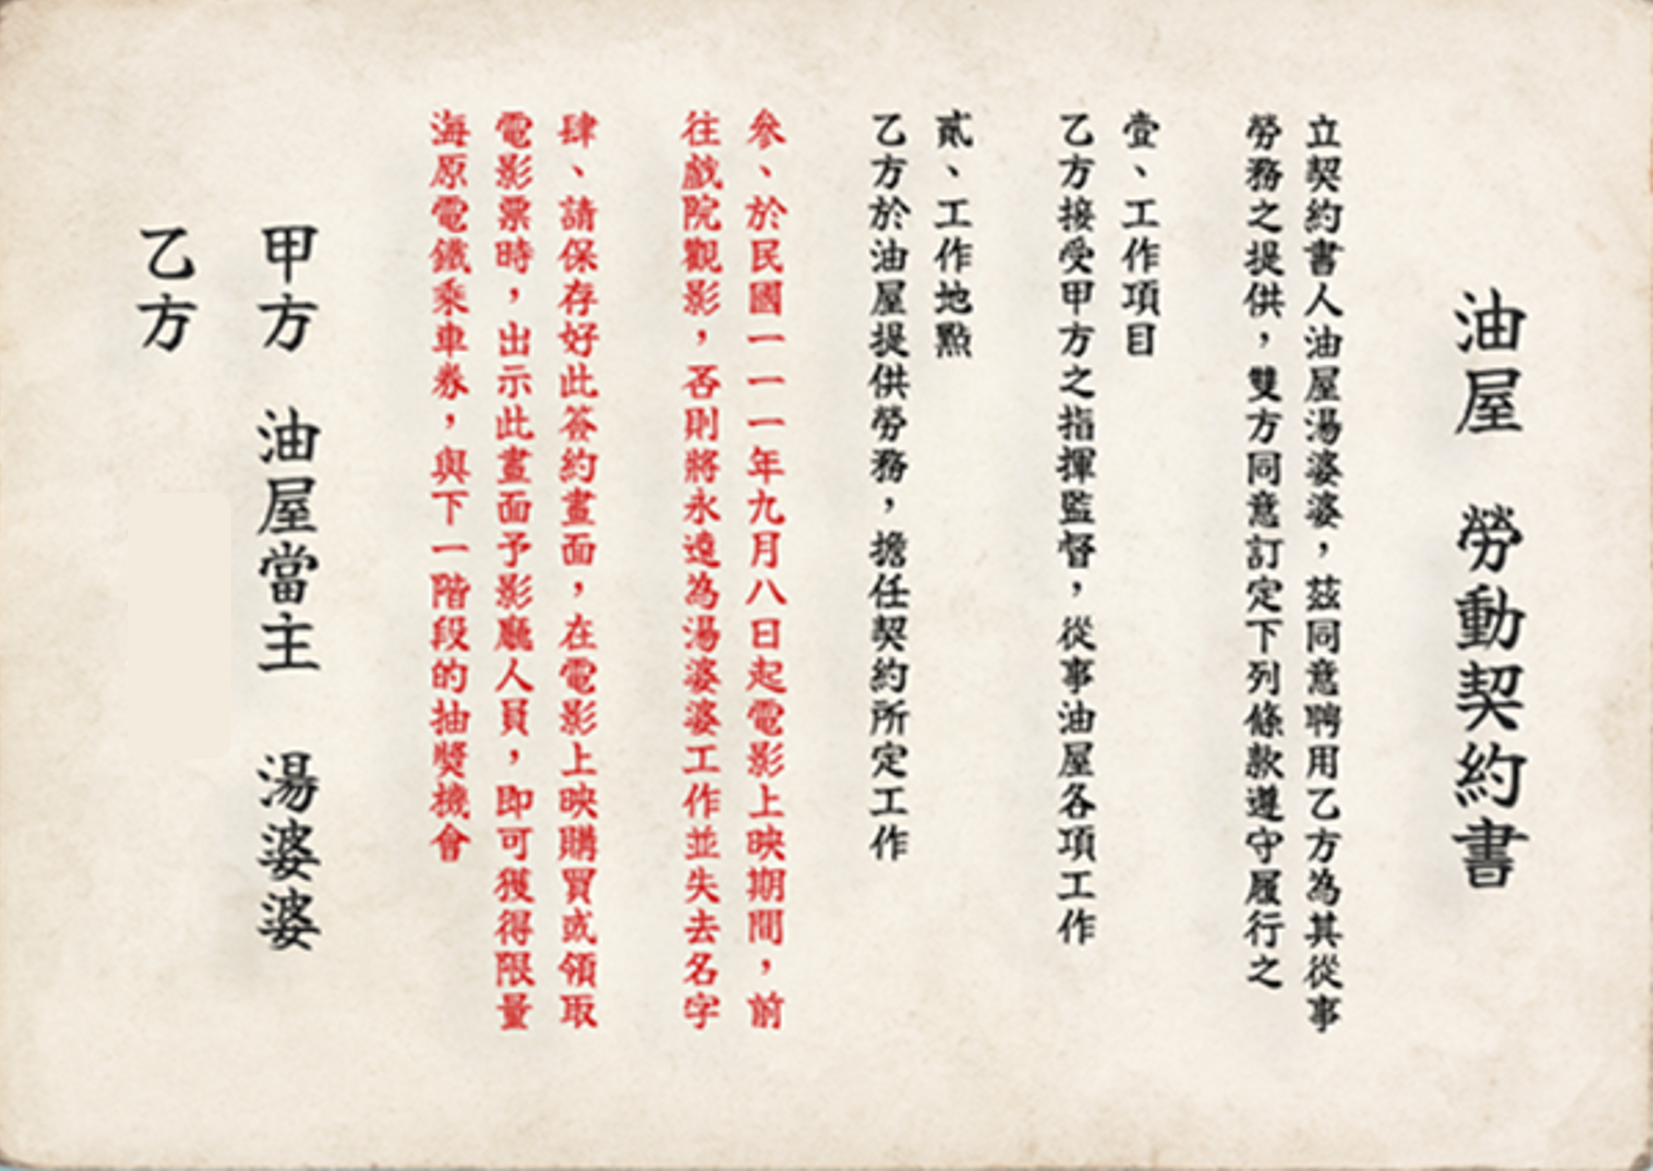 油屋 勞動契約書
立契約書人油屋湯婆婆，茲同意聘用乙方為其從事
勞務之提供，雙方同意訂定下列條款遵守履行之
壹、工作項目
乙方接受甲方之指揮監督，從事油屋各項工作
貳、工作地點
乙方於油屋提供勞務，擔任契約所定工作
參、於民國一一一年九月八日起電影上映期間，前
往戲院觀影，否則將永遠為湯婆婆工作並失去名字
肆、請保存好此簽約畫面，在電影上映購買或領取
電影票時，出示此畫面予影廳人員，即可獲得限量
海原電鐵乘車券，與下一階段的抽獎機會
甲方 油屋當主 湯婆婆
乙方